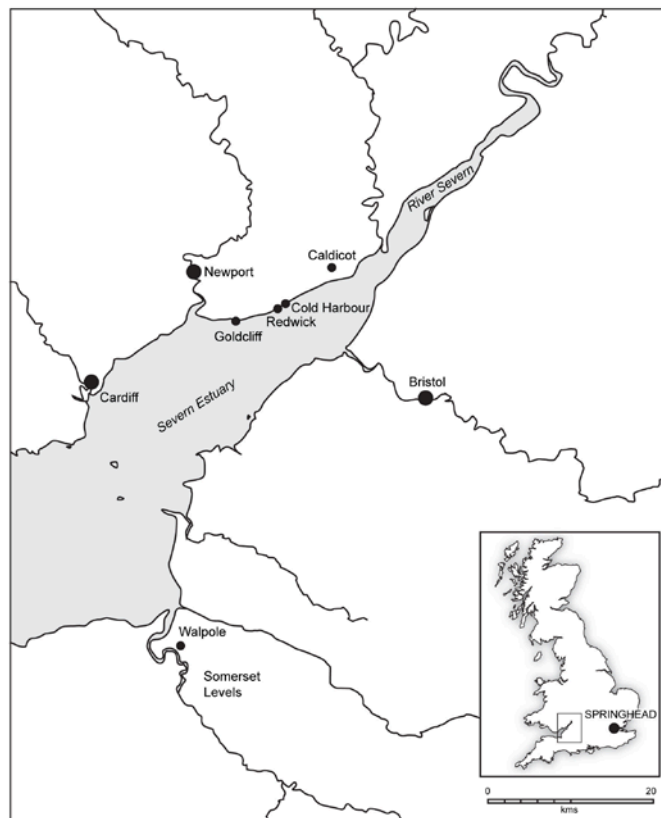 River Severn
Caldicot
Newport
Cold Harbour
Redwick
Goldcliff
Cardiff
Severn Estuary
Bristol
Walpole
Somerset
Levels
SPRINGHEAD
0 20
kms